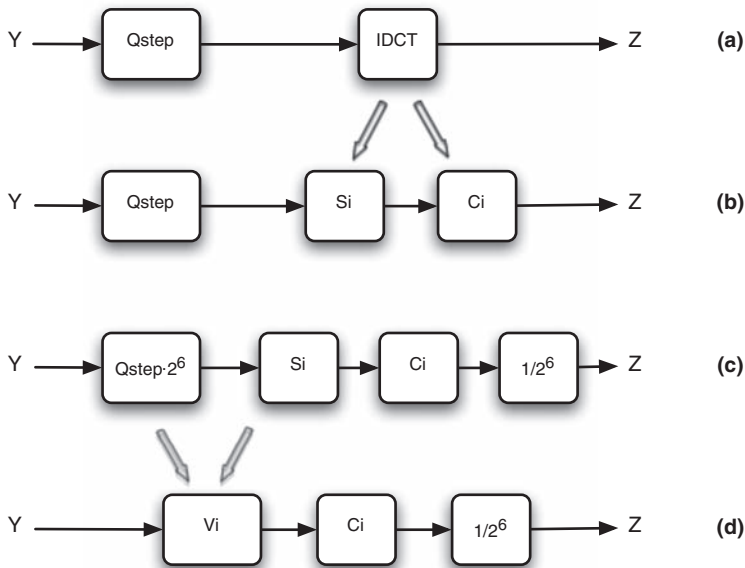 Y Qstep IDCT Z (a)
Y Qstep Si Ci Z (b)
Y Qstep·2⁶ Si Ci 1/2⁶ Z (c)
Y Vi Ci 1/2⁶ Z (d)